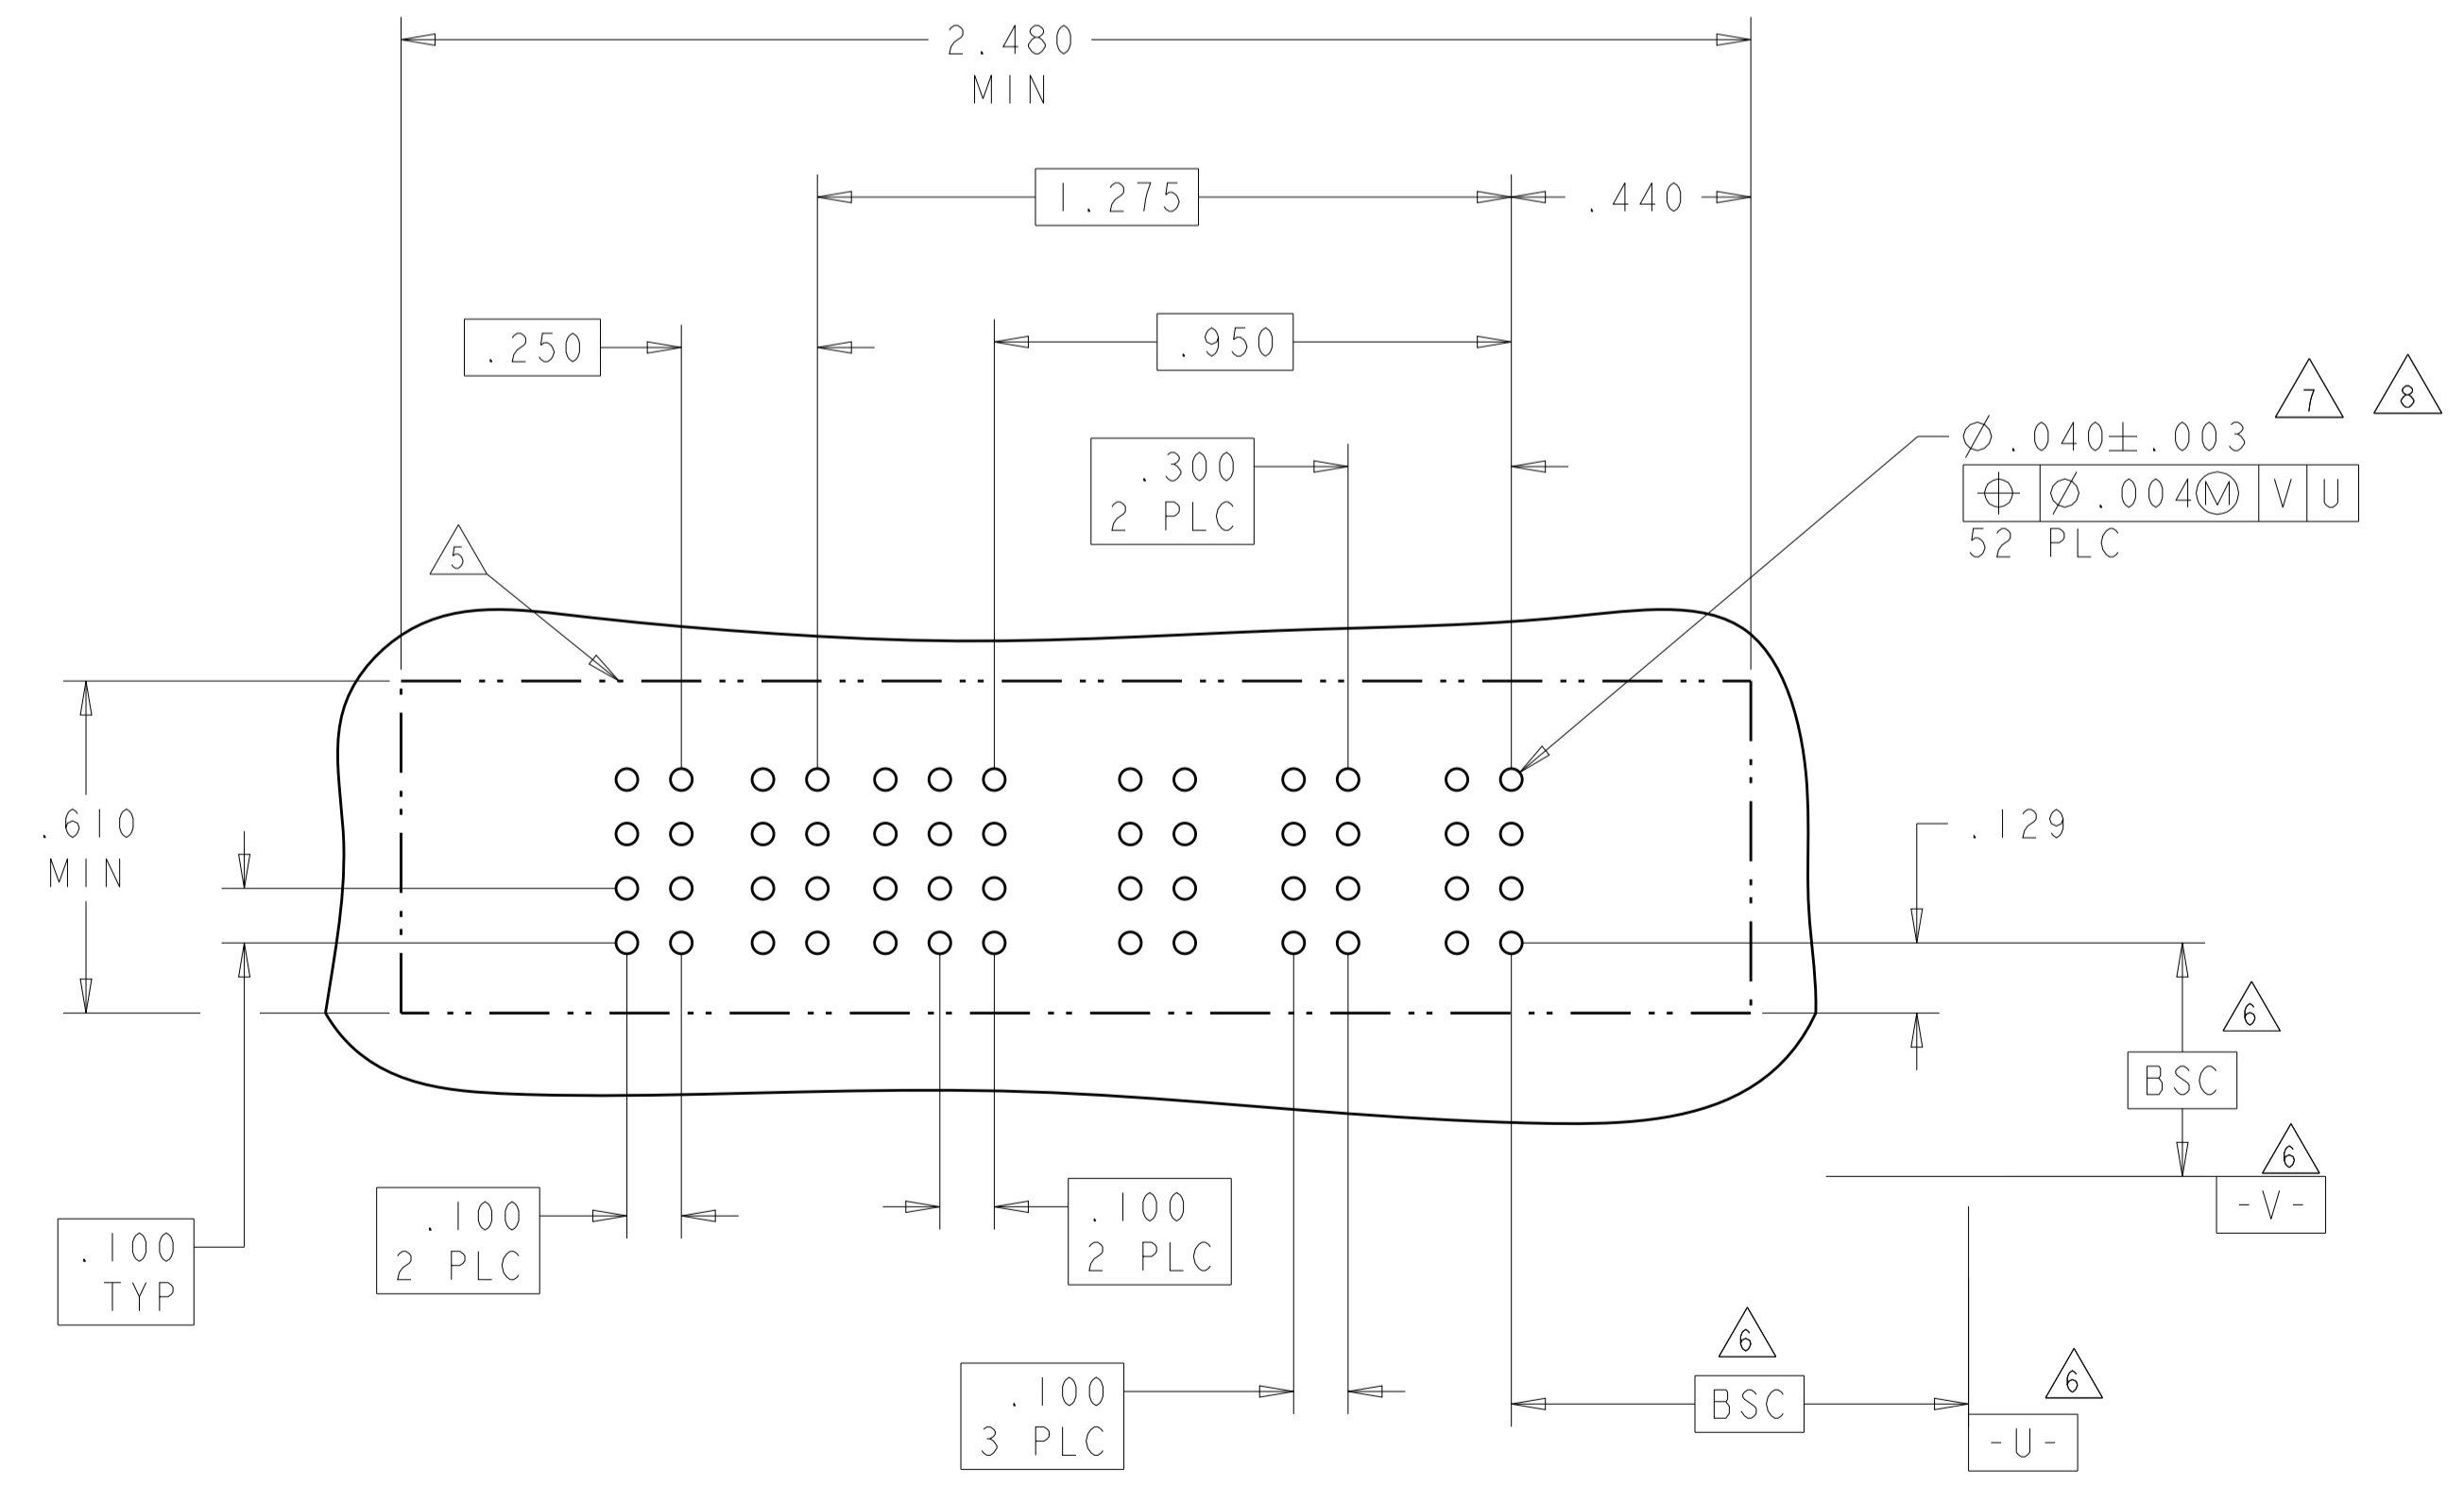 2.480
MIN
1.275
.440
.250
.950
7
8
⌀.040±.003
⌖ ⌀.004Ⓜ V U
52 PLC
.300
2 PLC
5
.610
MIN
.129
6
BSC
6
-V-
.100
2 PLC
.100
2 PLC
.100
TYP
6
6
.100
3 PLC
BSC
-U-